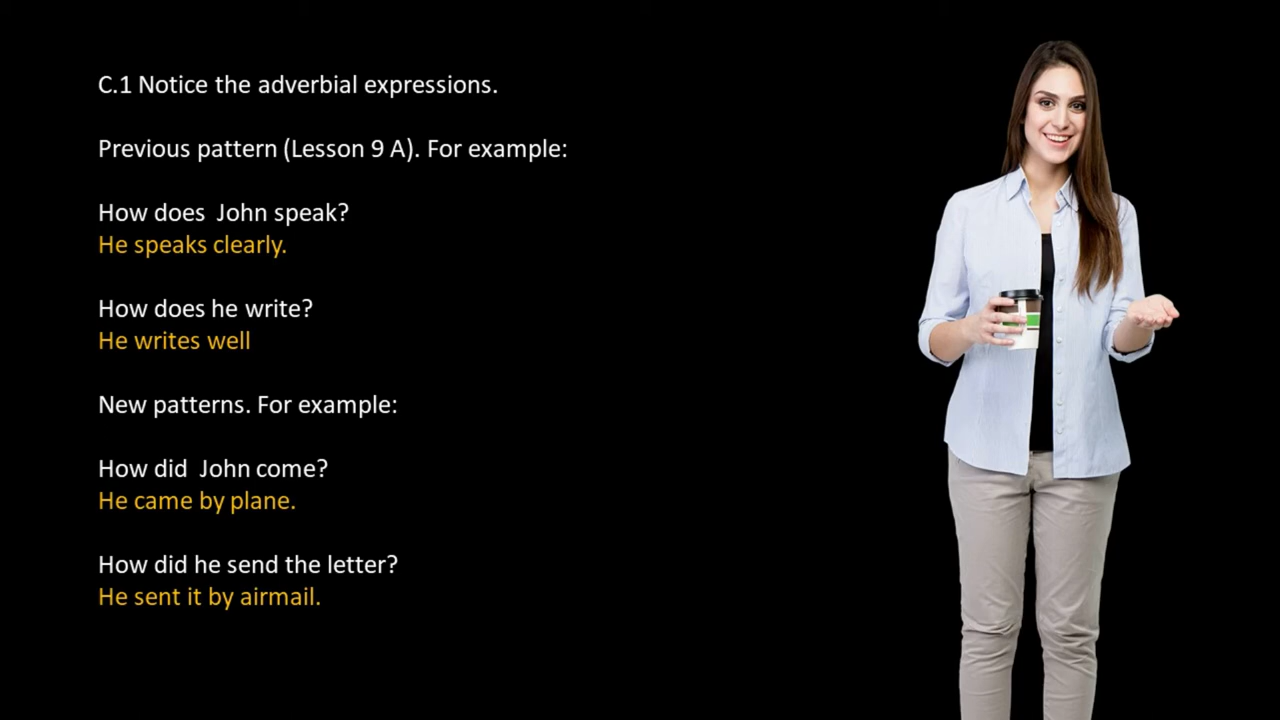 C.1 Notice the adverbial expressions.
Previous pattern (Lesson 9 A). For example:
How does  John speak?
He speaks clearly.
How does he write?
He writes well
New patterns. For example:
How did  John come?
He came by plane.
How did he send the letter?
He sent it by airmail.